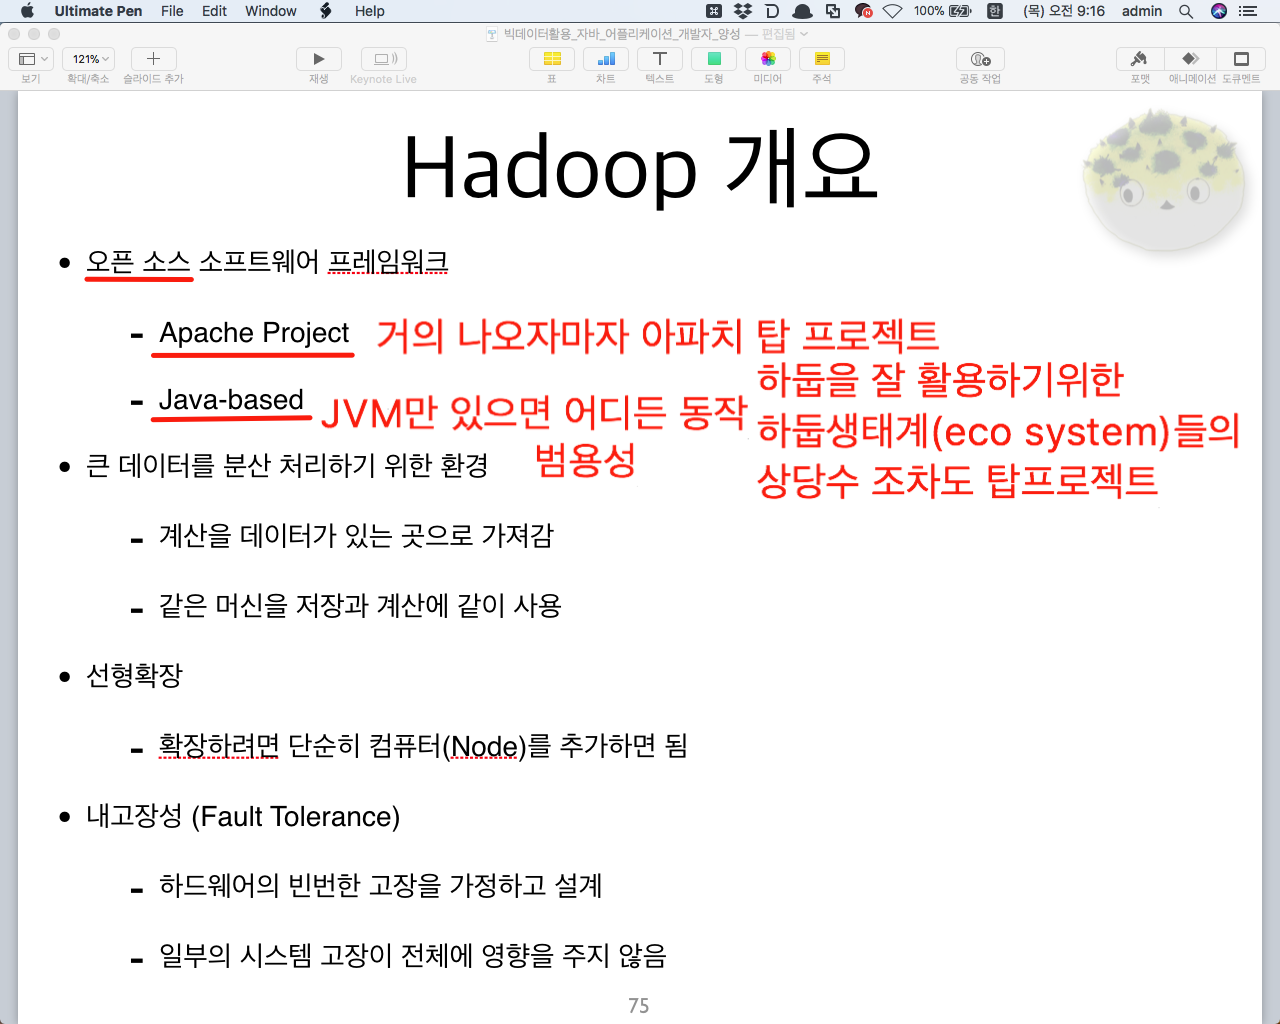 Ultimate Pen File Edit Window Help 100% 한 (목) 오전 9:16 admin
빅데이터활용_자바_어플리케이션_개발자_양성 — 편집됨
121%
보기 확대/축소 슬라이드 추가 재생 Keynote Live 표 차트 텍스트 도형 미디어 주석 공동 작업 포맷 애니메이션 도큐멘트
Hadoop 개요
• 오픈 소스 소프트웨어 프레임워크
- Apache Project 거의 나오자마자 아파치 탑 프로젝트
하둡을 잘 활용하기위한
- Java-based JVM만 있으면 어디든 동작
하둡생태계(eco system)들의
범용성
상당수 조차도 탑프로젝트
• 큰 데이터를 분산 처리하기 위한 환경
- 계산을 데이터가 있는 곳으로 가져감
- 같은 머신을 저장과 계산에 같이 사용
• 선형확장
- 확장하려면 단순히 컴퓨터(Node)를 추가하면 됨
• 내고장성 (Fault Tolerance)
- 하드웨어의 빈번한 고장을 가정하고 설계
- 일부의 시스템 고장이 전체에 영향을 주지 않음
75